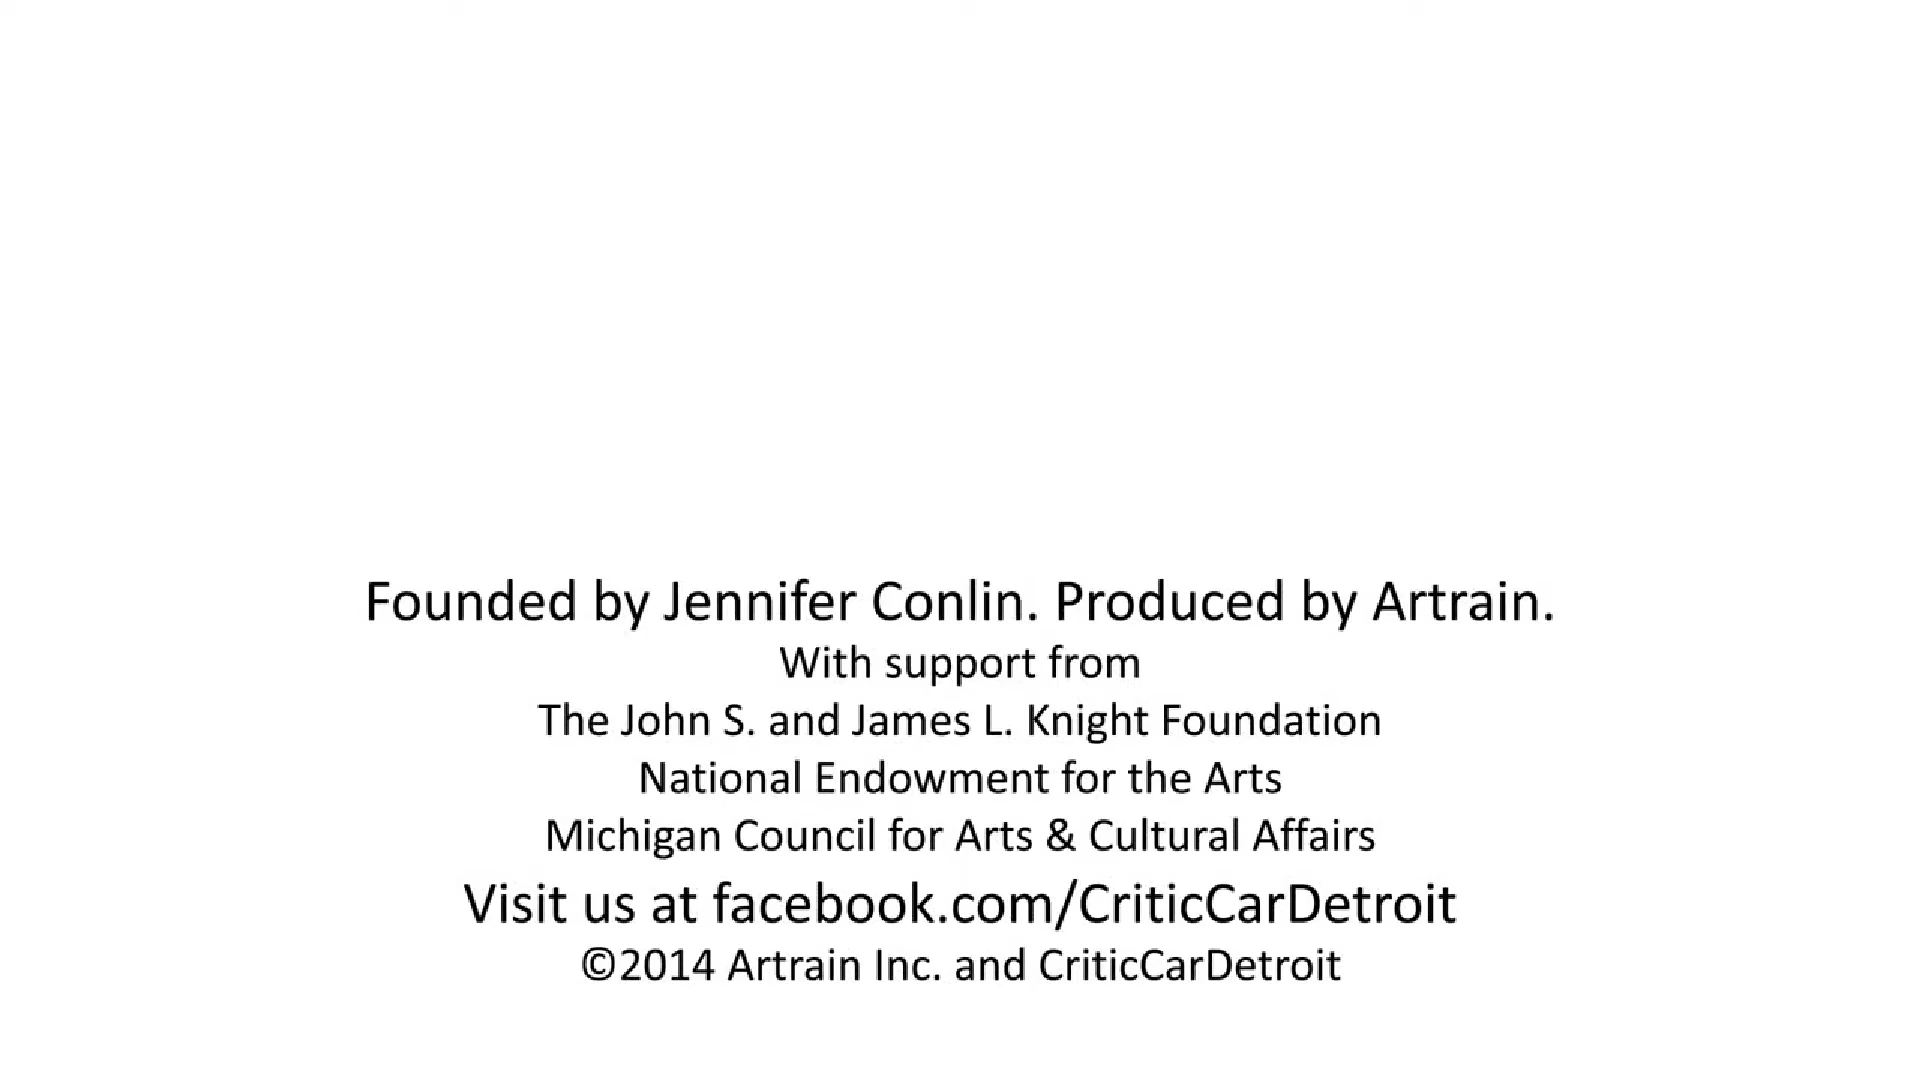 Founded by Jennifer Conlin. Produced by Artrain.
With support from
The John S. and James L. Knight Foundation
National Endowment for the Arts
Michigan Council for Arts & Cultural Affairs
Visit us at facebook.com/CriticCarDetroit
©2014 Artrain Inc. and CriticCarDetroit